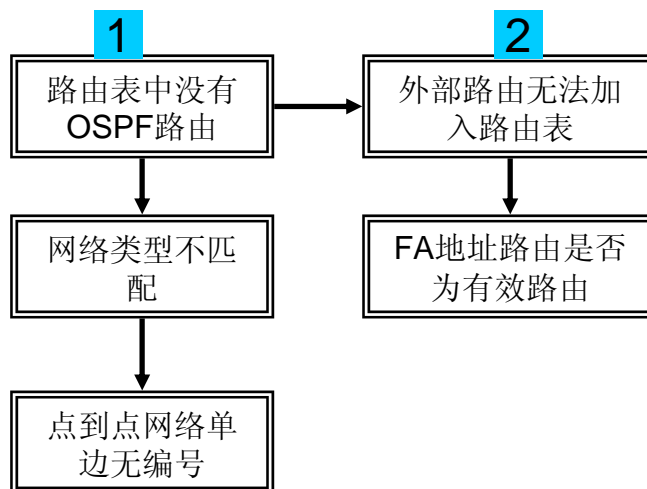 1
路由表中没有
OSPF路由
网络类型不匹
配
点到点网络单
边无编号
2
外部路由无法加
入路由表
FA地址路由是否
为有效路由